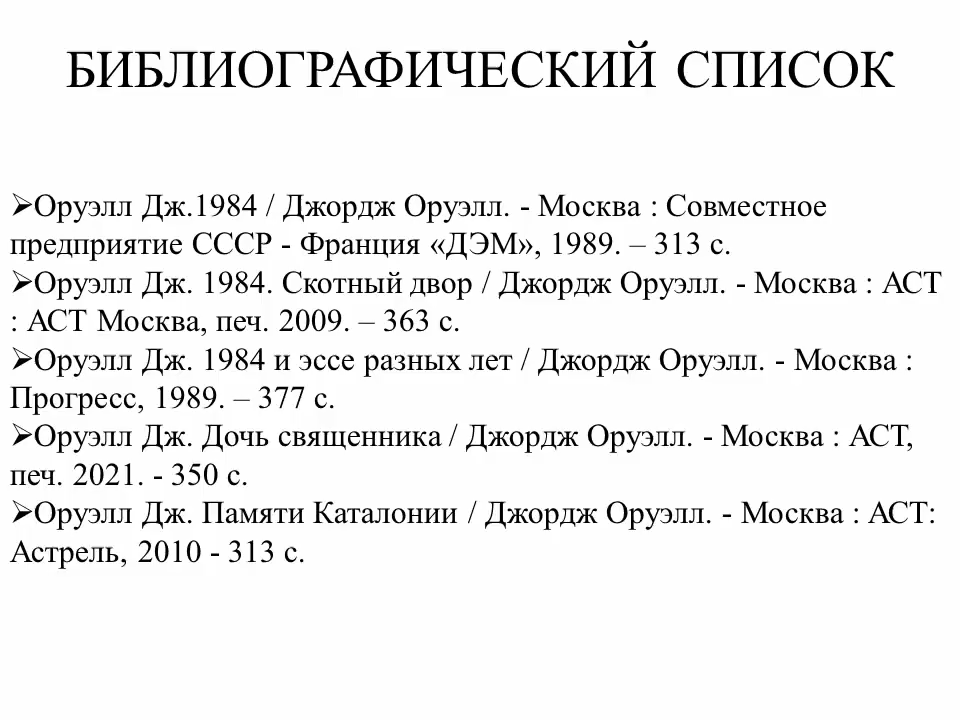 БИБЛИОГРАФИЧЕСКИЙ СПИСОК
➢Оруэлл Дж.1984 / Джордж Оруэлл. - Москва : Совместное
предприятие СССР - Франция «ДЭМ», 1989. – 313 с.
➢Оруэлл Дж. 1984. Скотный двор / Джордж Оруэлл. - Москва : АСТ
: АСТ Москва, печ. 2009. – 363 с.
➢Оруэлл Дж. 1984 и эссе разных лет / Джордж Оруэлл. - Москва :
Прогресс, 1989. – 377 с.
➢Оруэлл Дж. Дочь священника / Джордж Оруэлл. - Москва : АСТ,
печ. 2021. - 350 с.
➢Оруэлл Дж. Памяти Каталонии / Джордж Оруэлл. - Москва : АСТ:
Астрель, 2010 - 313 с.